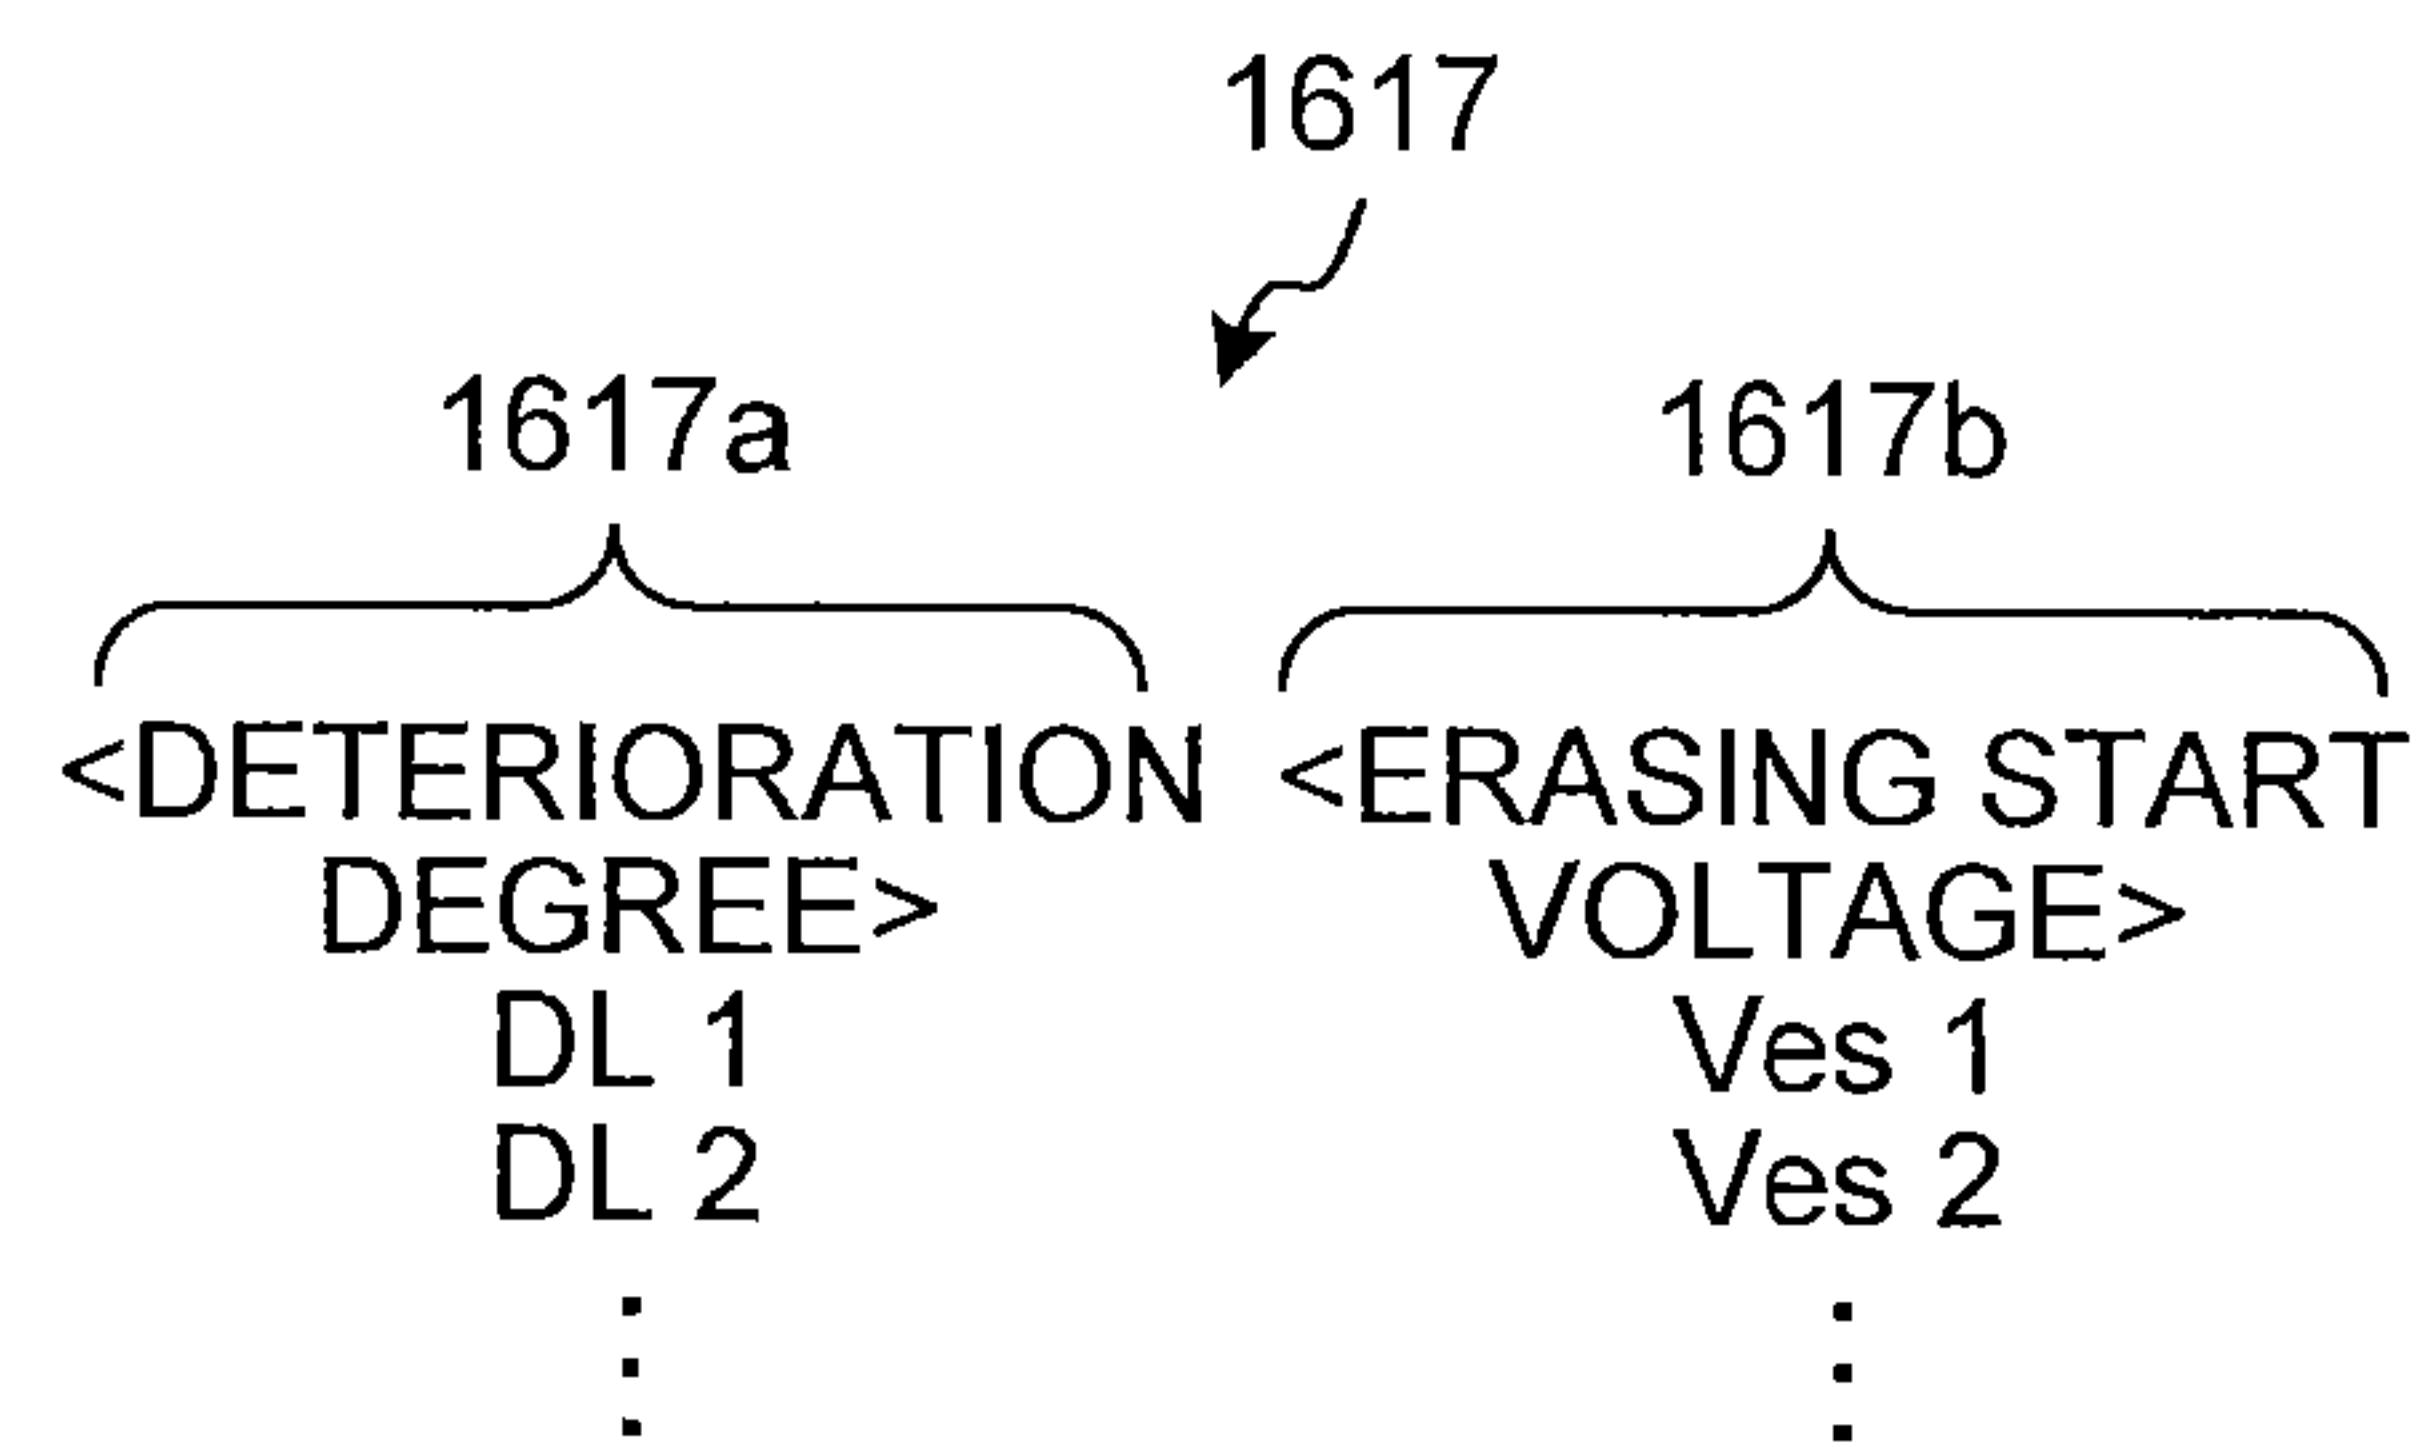 1617
1617a 1617b
<DETERIORATION <ERASING START
DEGREE> VOLTAGE>
DL 1 Ves 1
DL 2 Ves 2